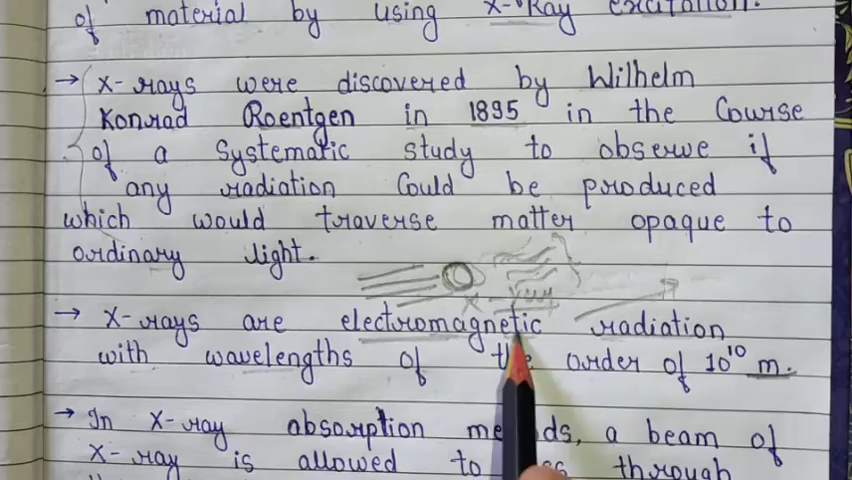 of material by using X-Ray excitation.
→ X-rays were discovered by Wilhelm
Konrad Roentgen in 1895 in the Course
of a systematic study to observe if
any radiation Could be produced
which would traverse matter opaque to
ordinary light.
X-ray
→ X-rays are electromagnetic radiation
with wavelengths of the order of 10¹⁰ m.
→ In X-ray absorption a beam of
X-ray is allowed to through